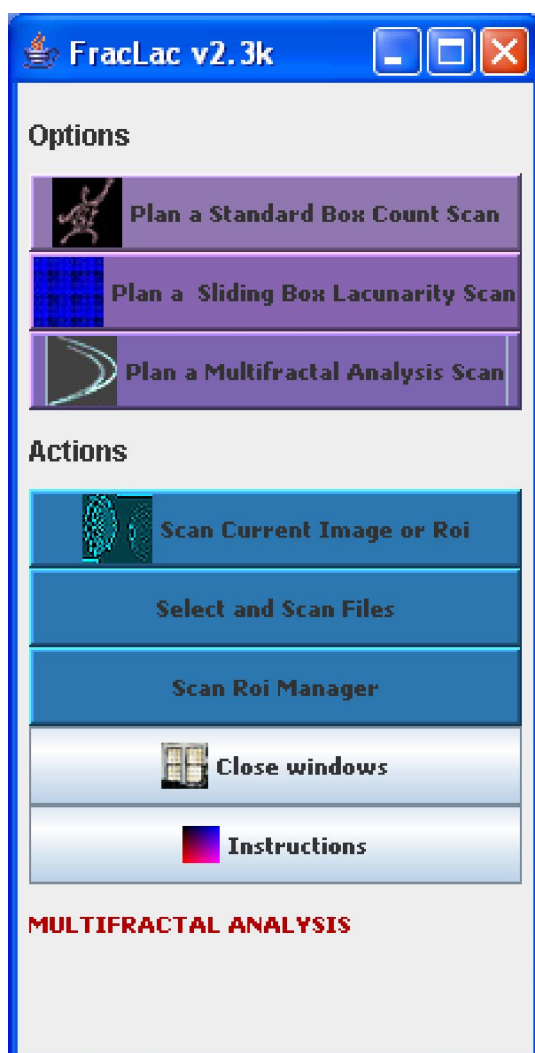 FracLac v2.3k
Options
Plan a Standard Box Count Scan
Plan a Sliding Box Lacunarity Scan
Plan a Multifractal Analysis Scan
Actions
Scan Current Image or Roi
Select and Scan Files
Scan Roi Manager
Close windows
Instructions
MULTIFRACTAL ANALYSIS